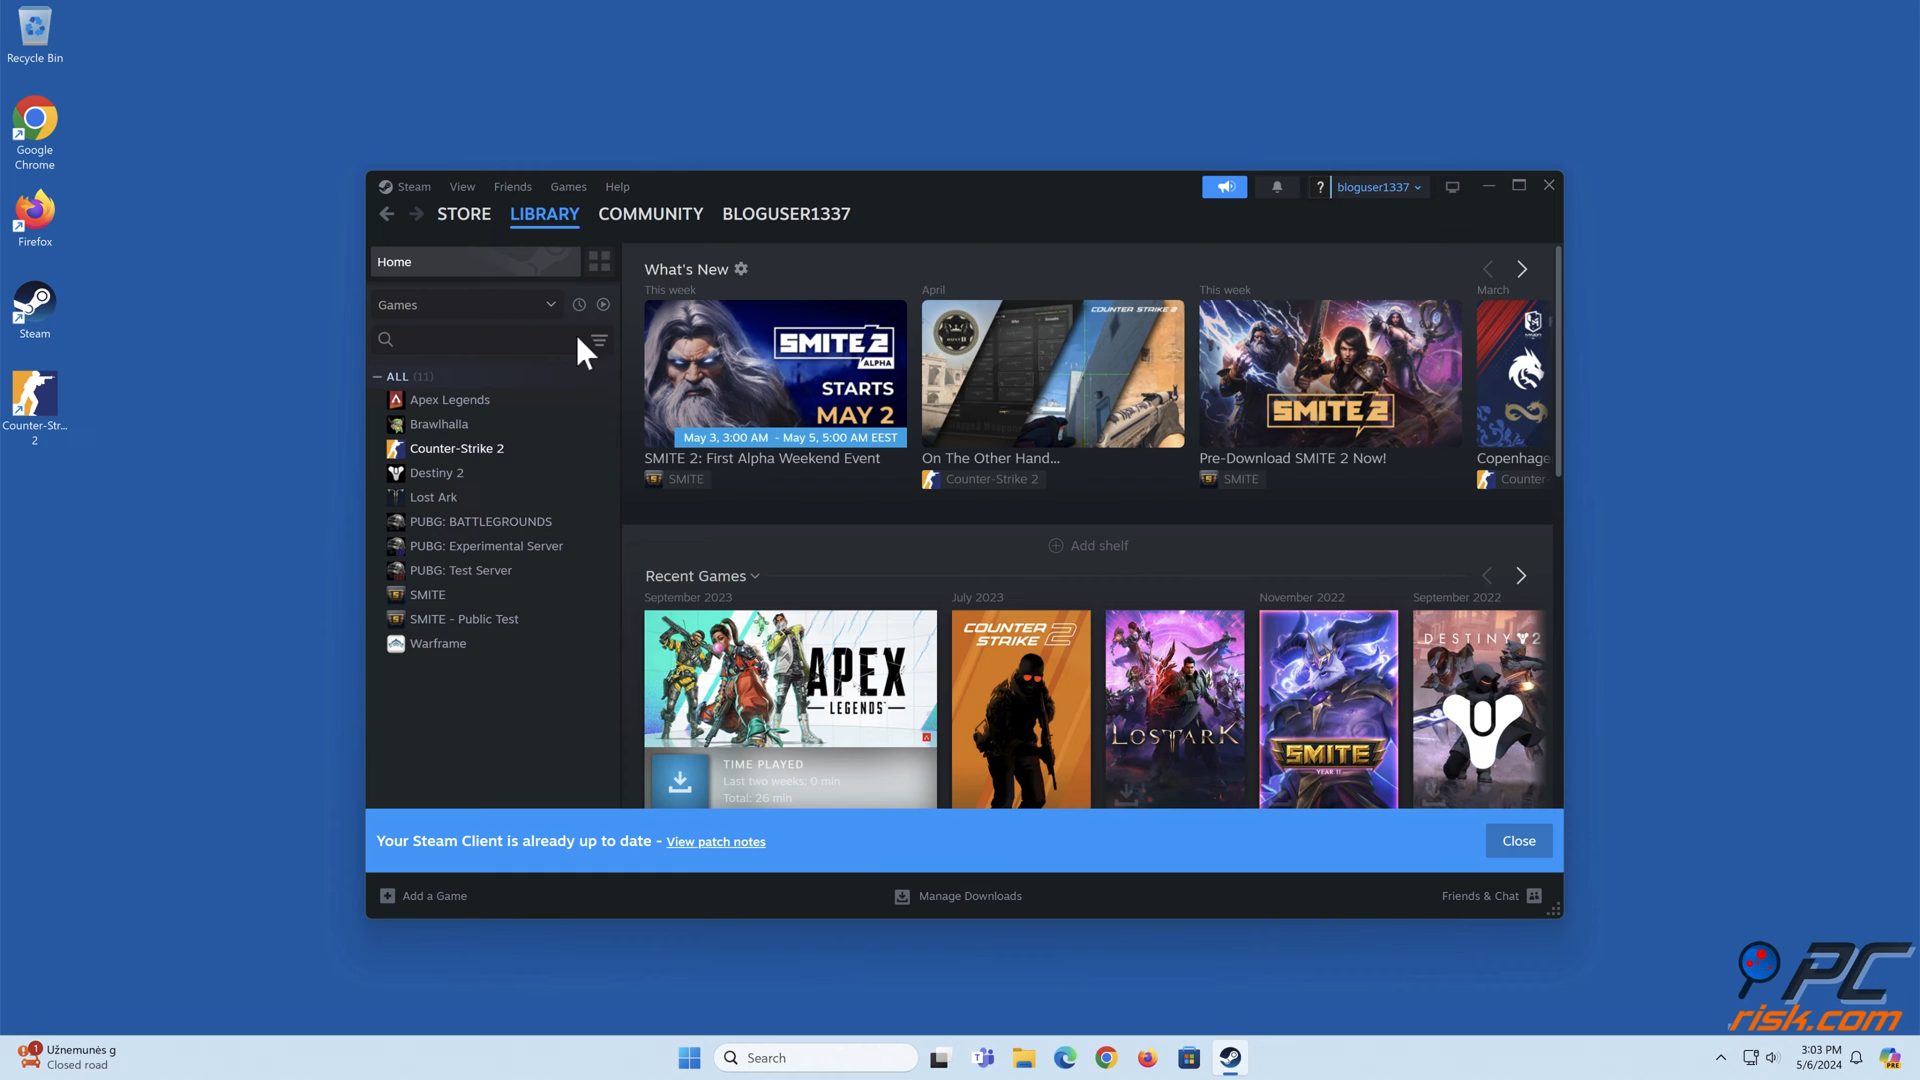 Recycle Bin
Google
Chrome
Firefox
Steam
Counter-Str...
2
Steam View Friends Games Help
? bloguser1337
STORE LIBRARY COMMUNITY BLOGUSER1337
Home
Games
ALL (11)
Apex Legends
Brawlhalla
Counter-Strike 2
Destiny 2
Lost Ark
PUBG: BATTLEGROUNDS
PUBG: Experimental Server
PUBG: Test Server
SMITE
SMITE - Public Test
Warframe
What's New
This week
SMITE 2
ALPHA
STARTS
MAY 2
May 3, 3:00 AM - May 5, 5:00 AM EEST
SMITE 2: First Alpha Weekend Event
SMITE
April
COUNTER STRIKE 2
On The Other Hand...
Counter-Strike 2
This week
SMITE 2
Pre-Download SMITE 2 Now!
SMITE
March
Copenhage
Counter-
Add shelf
Recent Games
September 2023
APEX
LEGENDS
TIME PLAYED
Last two weeks: 0 min
Total: 26 min
July 2023
COUNTER
STRIKE 2
LOST ARK
November 2022
SMITE
YEAR 11
September 2022
DESTINY 2
Your Steam Client is already up to date - View patch notes
Close
Add a Game
Manage Downloads
Friends & Chat
PC
risk.com
1
Užnemunės g
Closed road
Search
3:03 PM
5/6/2024
PRE